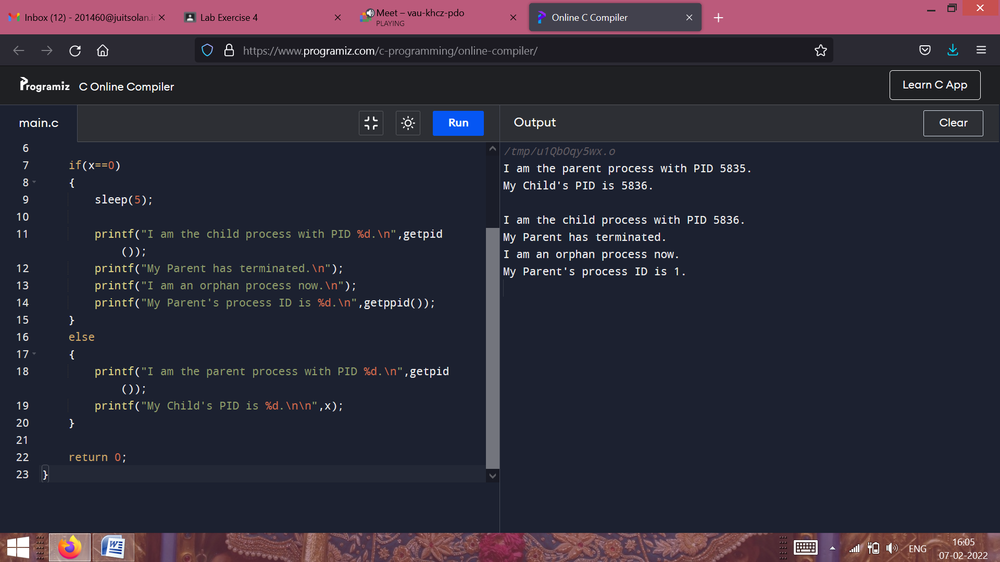 Inbox (12) - 201460@juitsolan.i
Lab Exercise 4
Meet – vau-khcz-pdo
PLAYING
Online C Compiler
https://www.programiz.com/c-programming/online-compiler/
Programiz C Online Compiler
Learn C App
main.c
Run
Output
Clear
6
7 if(x==0)
8 {
9 sleep(5);
10
11 printf("I am the child process with PID %d.\n",getpid
());
12 printf("My Parent has terminated.\n");
13 printf("I am an orphan process now.\n");
14 printf("My Parent's process ID is %d.\n",getppid());
15 }
16 else
17 {
18 printf("I am the parent process with PID %d.\n",getpid
());
19 printf("My Child's PID is %d.\n\n",x);
20 }
21
22 return 0;
23 }
/tmp/u1QbOqy5wx.o
I am the parent process with PID 5835.
My Child's PID is 5836.
I am the child process with PID 5836.
My Parent has terminated.
I am an orphan process now.
My Parent's process ID is 1.
ENG
16:05
07-02-2022